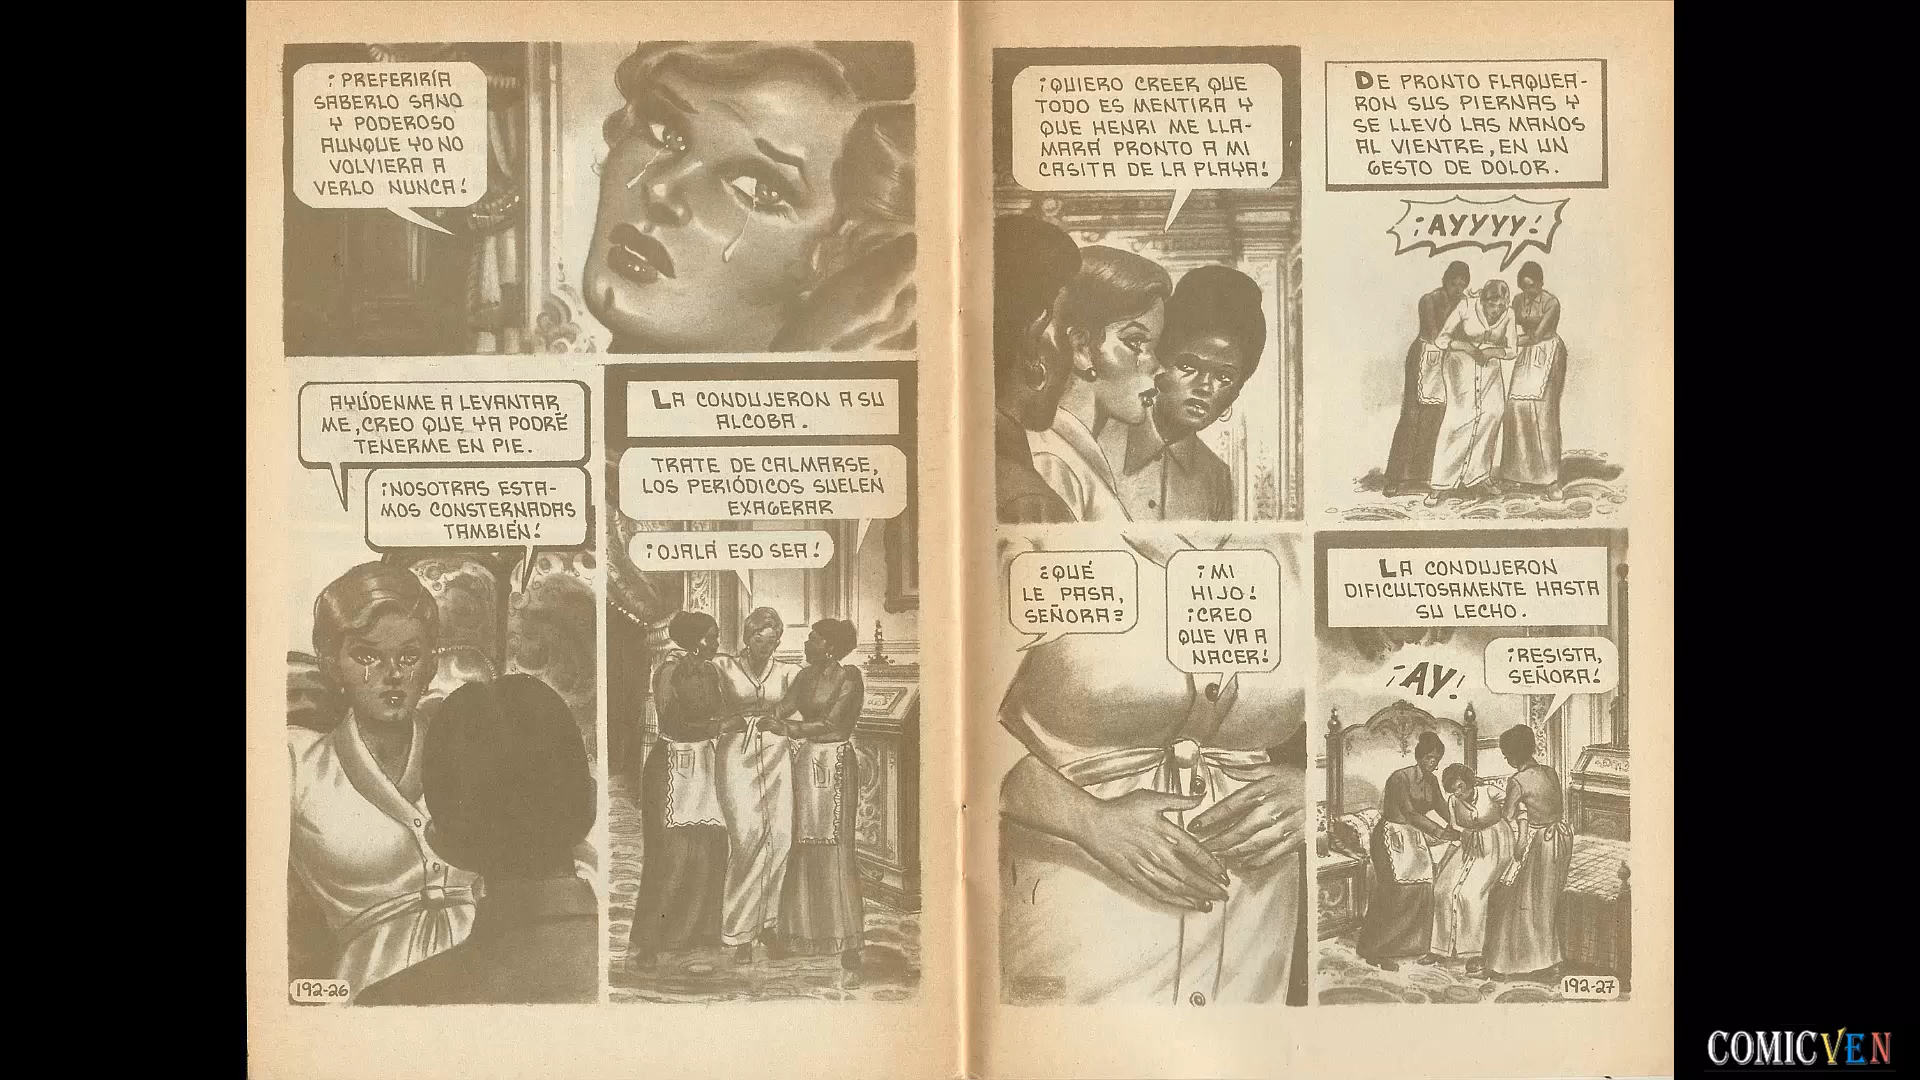 ¡PREFERIRÍA
SABERLO SANO
Y PODEROSO
AUNQUE YO NO
VOLVIERA A
VERLO NUNCA!
AYÚDENME A LEVANTAR
ME, CREO QUE YA PODRÉ
TENERME EN PIE.
¡NOSOTRAS ESTA-
MOS CONSTERNADAS
TAMBIÉN!
LA CONDUJERON A SU
ALCOBA.
TRATE DE CALMARSE,
LOS PERIÓDICOS SUELEN
EXAGERAR
¡OJALÁ ESO SEA!
192-26
¡QUIERO CREER QUE
TODO ES MENTIRA Y
QUE HENRI ME LLA-
MARÁ PRONTO A MI
CASITA DE LA PLAYA!
DE PRONTO FLAQUEA-
RON SUS PIERNAS Y
SE LLEVÓ LAS MANOS
AL VIENTRE, EN UN
GESTO DE DOLOR.
¡AYYYY!
¿QUÉ
LE PASA,
SEÑORA?
¡MI
HIJO!
¡CREO
QUE VA A
NACER!
LA CONDUJERON
DIFICULTOSAMENTE HASTA
SU LECHO.
¡AY!
¡RESISTA,
SEÑORA!
192-27
COMICVEN